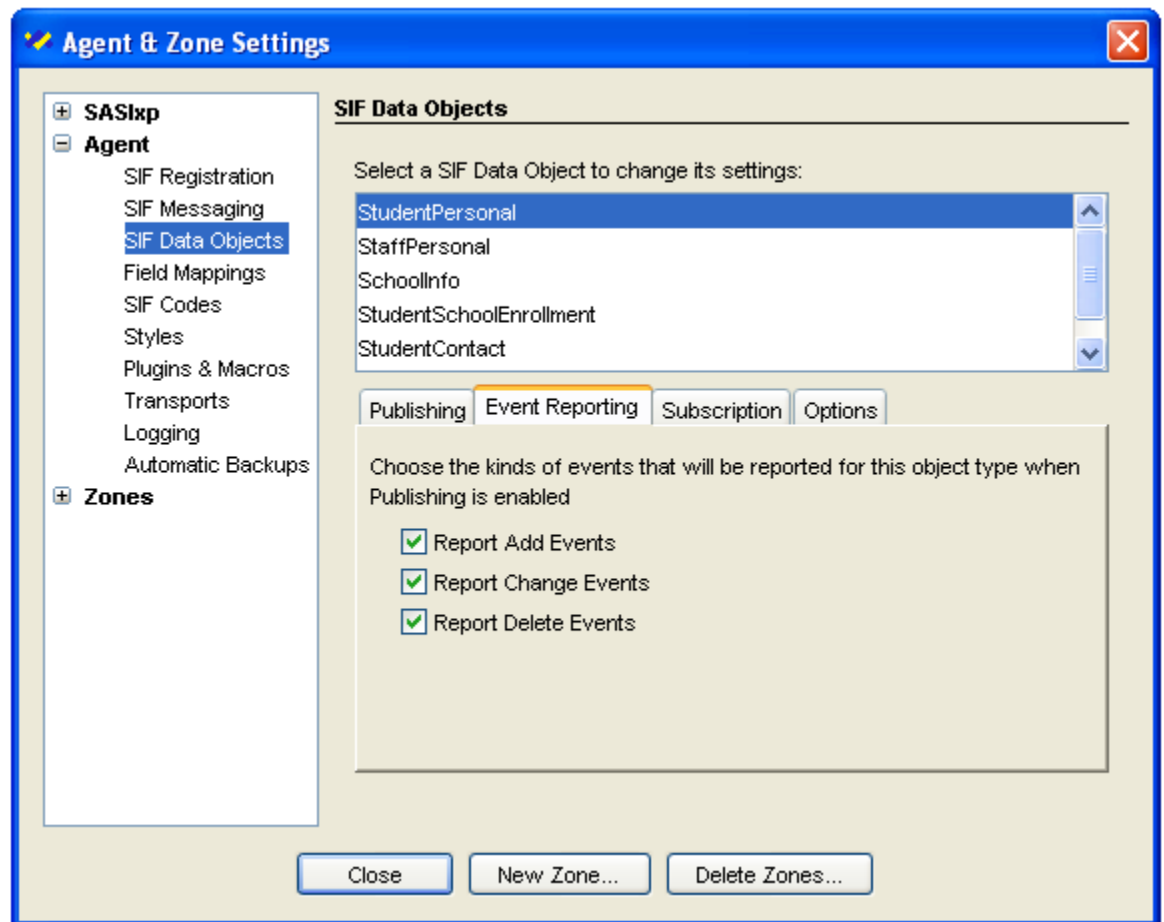 Agent & Zone Settings
SASIxp
Agent
SIF Registration
SIF Messaging
SIF Data Objects
Field Mappings
SIF Codes
Styles
Plugins & Macros
Transports
Logging
Automatic Backups
Zones
SIF Data Objects
Select a SIF Data Object to change its settings:
StudentPersonal
StaffPersonal
SchoolInfo
StudentSchoolEnrollment
StudentContact
Publishing Event Reporting Subscription Options
Choose the kinds of events that will be reported for this object type when
Publishing is enabled
Report Add Events
Report Change Events
Report Delete Events
Close New Zone... Delete Zones...